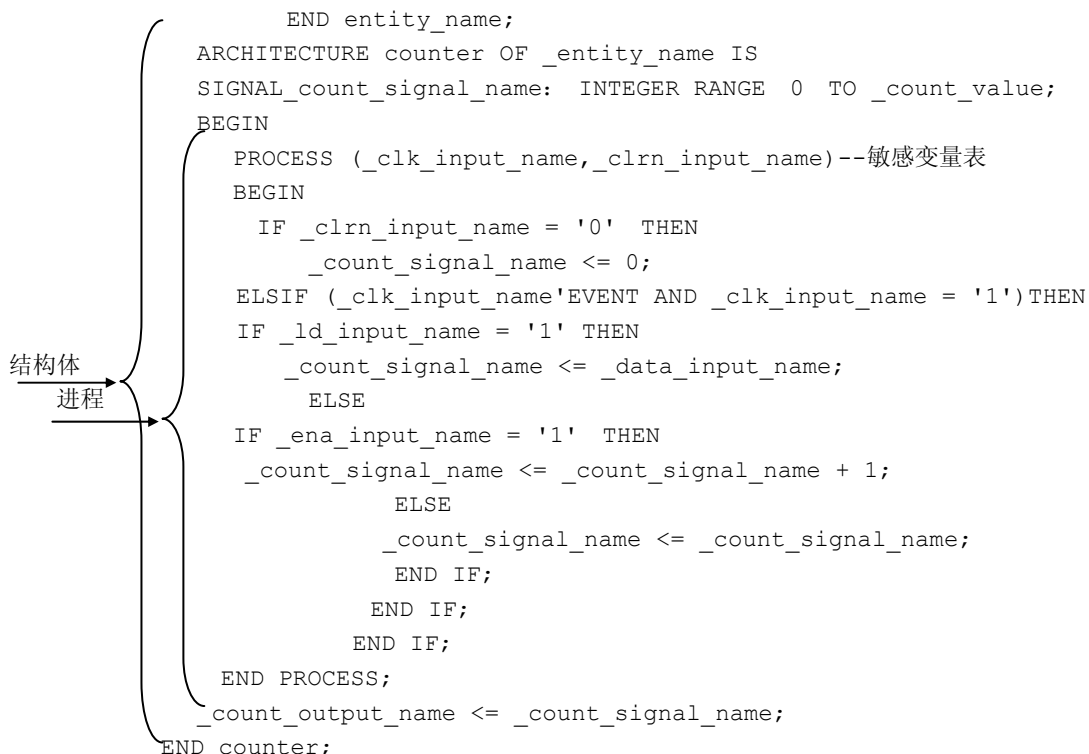 END entity_name;
ARCHITECTURE counter OF _entity_name IS
SIGNAL_count_signal_name: INTEGER RANGE 0 TO _count_value;
BEGIN
PROCESS (_clk_input_name,_clrn_input_name)--敏感变量表
BEGIN
IF _clrn_input_name = '0' THEN
_count_signal_name <= 0;
ELSIF (_clk_input_name'EVENT AND _clk_input_name = '1')THEN
IF _ld_input_name = '1' THEN
结构体
_count_signal_name <= _data_input_name;
进程
ELSE
IF _ena_input_name = '1' THEN
_count_signal_name <= _count_signal_name + 1;
ELSE
_count_signal_name <= _count_signal_name;
END IF;
END IF;
END IF;
END PROCESS;
_count_output_name <= _count_signal_name;
END counter;